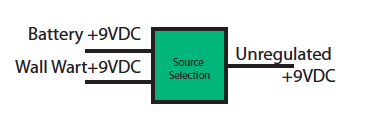 Battery +9VDC
Wall Wart+9VDC
Source
Selection
Unregulated
+9VDC